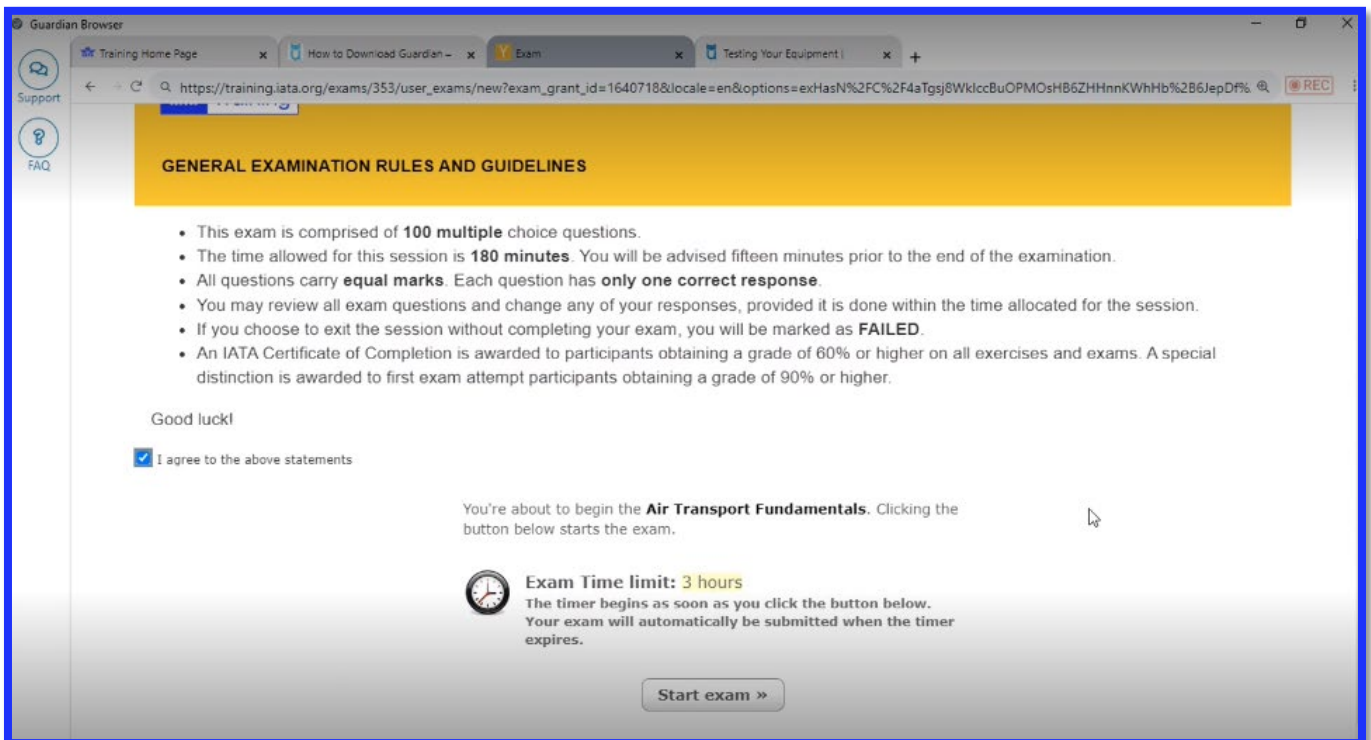 Guardian Browser
Training Home Page
How to Download Guardian –
Exam
Testing Your Equipment |
Support
https://training.iata.org/exams/353/user_exams/new?exam_grant_id=1640718&locale=en&options=exHasN%2FC%2F4aTgsj8WklccBuOPMOsHB6ZHHnnKWhHb%2B6JepDf%
REC
FAQ
Training
GENERAL EXAMINATION RULES AND GUIDELINES
• This exam is comprised of 100 multiple choice questions.
• The time allowed for this session is 180 minutes. You will be advised fifteen minutes prior to the end of the examination.
• All questions carry equal marks. Each question has only one correct response.
• You may review all exam questions and change any of your responses, provided it is done within the time allocated for the session.
• If you choose to exit the session without completing your exam, you will be marked as FAILED.
• An IATA Certificate of Completion is awarded to participants obtaining a grade of 60% or higher on all exercises and exams. A special
distinction is awarded to first exam attempt participants obtaining a grade of 90% or higher.
Good luck!
I agree to the above statements
You're about to begin the Air Transport Fundamentals. Clicking the
button below starts the exam.
Exam Time limit: 3 hours
The timer begins as soon as you click the button below.
Your exam will automatically be submitted when the timer
expires.
Start exam »